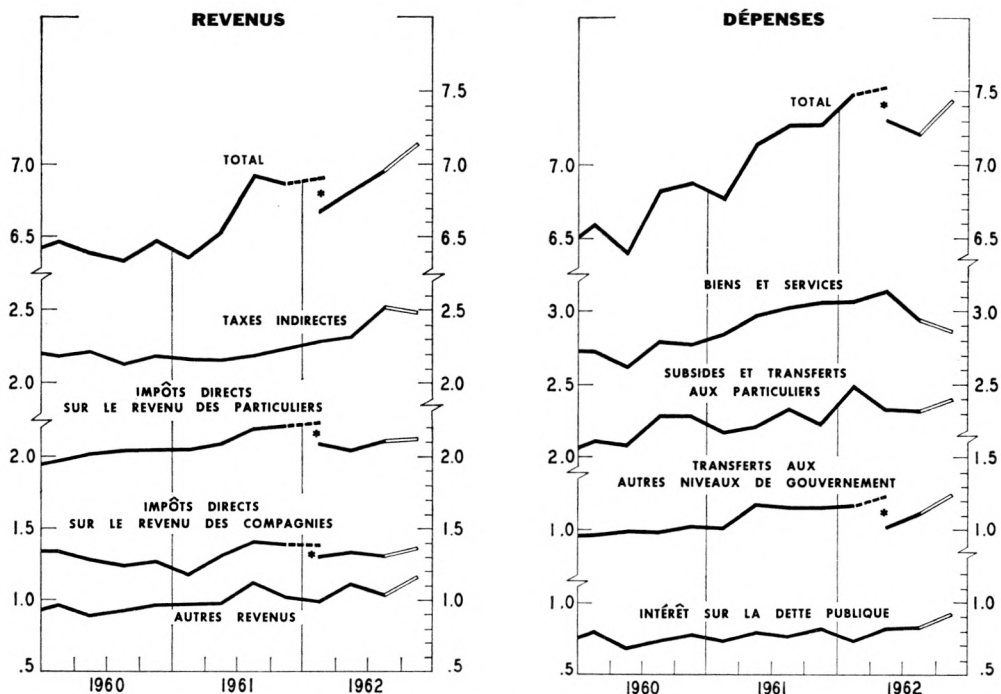 REVENUS
7.5
7.0
7.0
6.5
6.5
TOTAL
*
2.5
2.5
2.0
2.0
TAXES INDIRECTES
IMPÔTS DIRECTS
SUR LE REVENU DES PARTICULIERS
2.0
2.0
*
IMPÔTS DIRECTS
SUR LE REVENU DES COMPAGNIES
1.5
1.5
*
1.0
1.0
AUTRES REVENUS
.5
.5
1960
1961
1962
DÉPENSES
7.5
7.5
TOTAL
*
7.0
7.0
6.5
6.5
BIENS ET SERVICES
3.0
3.0
SUBSIDES ET TRANSFERTS
AUX PARTICULIERS
2.5
2.5
2.0
TRANSFERTS AUX
AUTRES NIVEAUX DE GOUVERNEMENT
1.5
*
1.0
1.0
INTÉRÊT SUR LA DETTE PUBLIQUE
1.0
1.0
.5
.5
1960
1961
1962